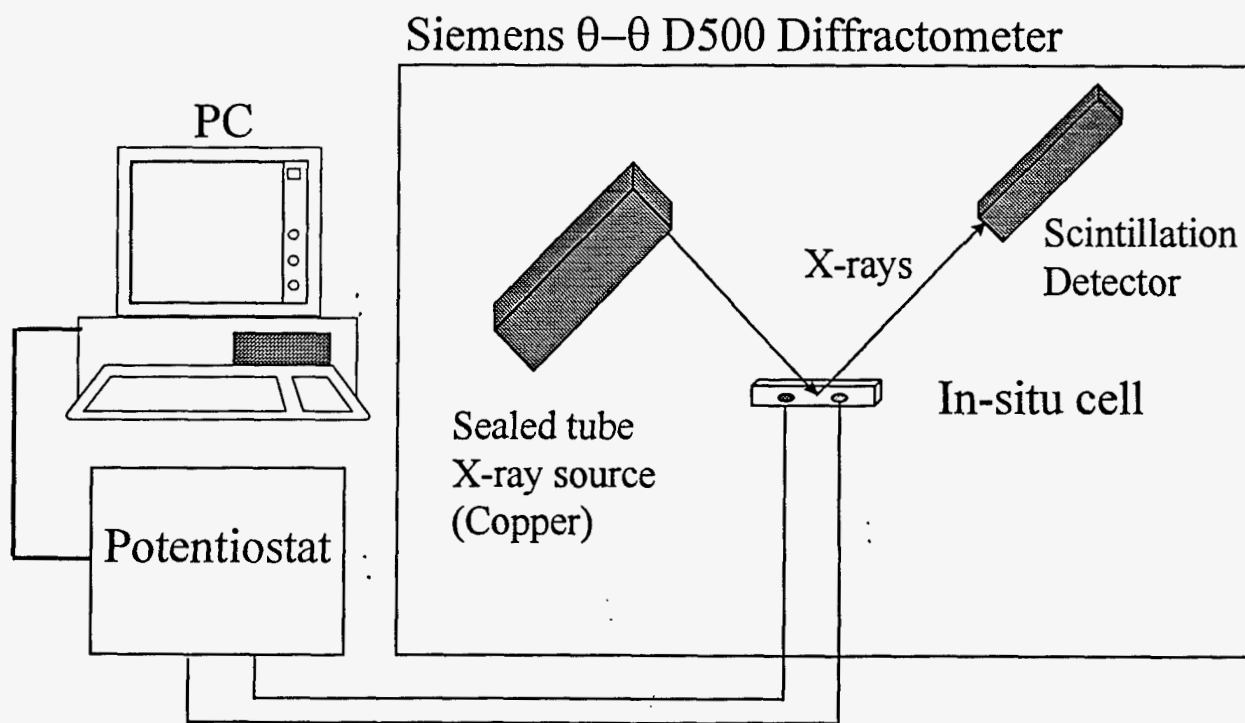 Siemens θ–θ D500 Diffractometer
PC
X-rays
Scintillation
Detector
In-situ cell
Sealed tube
X-ray source
(Copper)
Potentiostat